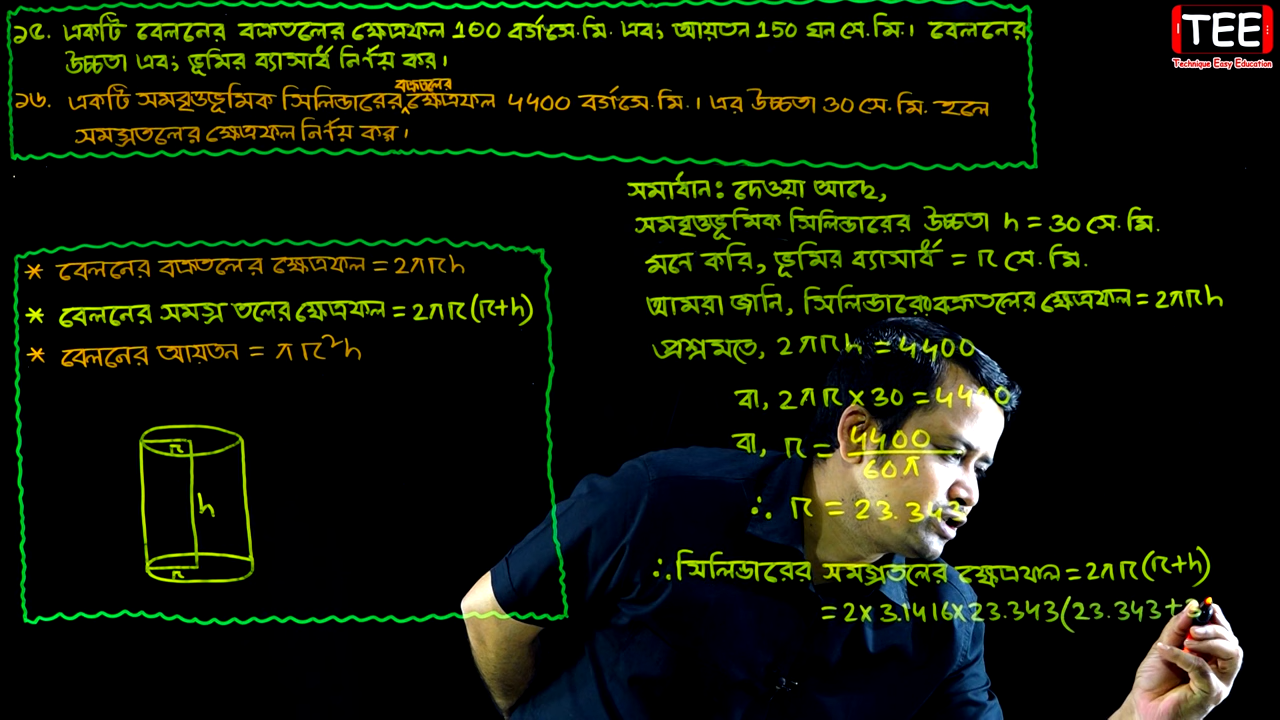 ১৫. একটি বেলনের বক্রতলের ক্ষেত্রফল 100 বর্গসে.মি. এবং আয়তন 150 ঘন সে.মি.। বেলনের
উচ্চতা এবং ভূমির ব্যাসার্ধ নির্ণয় কর।
১৬. একটি সমবৃত্তভূমিক সিলিন্ডারের বক্রতলের ক্ষেত্রফল 4400 বর্গসে.মি.। এর উচ্চতা 30 সে.মি. হলে
সমগ্রতলের ক্ষেত্রফল নির্ণয় কর।
TEE
Technique Easy Education
* বেলনের বক্রতলের ক্ষেত্রফল = 2πrh
* বেলনের সমগ্র তলের ক্ষেত্রফল = 2πr(r+h)
* বেলনের আয়তন = πr²h
r
h
r
সমাধান: দেওয়া আছে,
সমবৃত্তভূমিক সিলিন্ডারের উচ্চতা h = 30 সে.মি.
মনে করি, ভূমির ব্যাসার্ধ = r সে.মি.
আমরা জানি, সিলিন্ডারের বক্রতলের ক্ষেত্রফল = 2πrh
প্রশ্নমতে, 2πrh = 4400
বা, 2πr × 30 = 4400
বা, r = 4400/60π
∴ r = 23.343
∴ সিলিন্ডারের সমগ্রতলের ক্ষেত্রফল = 2πr(r+h)
= 2 × 3.1416 × 23.343 (23.343 + 3